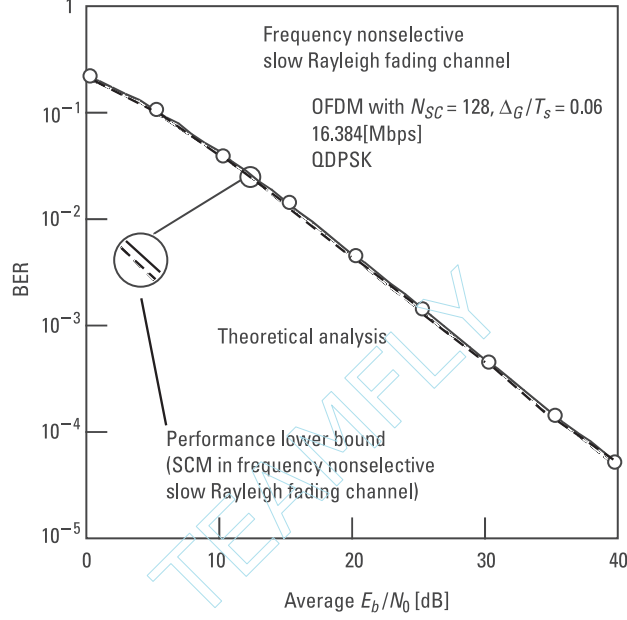 1
Frequency nonselective
slow Rayleigh fading channel
OFDM with N_SC = 128, Δ_G/T_s = 0.06
16.384[Mbps]
QDPSK
10⁻¹
10⁻²
BER
10⁻³
Theoretical analysis
10⁻⁴
Performance lower bound
(SCM in frequency nonselective
slow Rayleigh fading channel)
10⁻⁵
0
10
20
30
40
Average E_b/N_0 [dB]
TEAMFLY